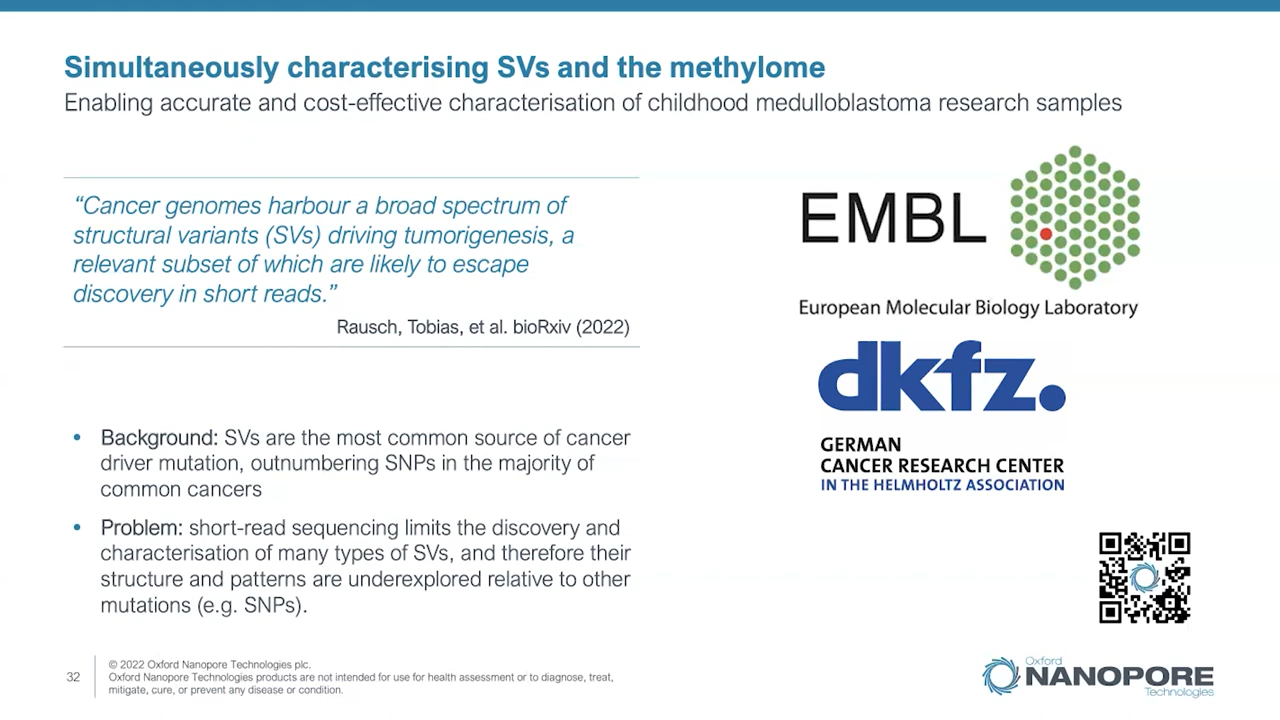 Simultaneously characterising SVs and the methylome
Enabling accurate and cost-effective characterisation of childhood medulloblastoma research samples
“Cancer genomes harbour a broad spectrum of
structural variants (SVs) driving tumorigenesis, a
relevant subset of which are likely to escape
discovery in short reads.”
Rausch, Tobias, et al. bioRxiv (2022)
• Background: SVs are the most common source of cancer
driver mutation, outnumbering SNPs in the majority of
common cancers
• Problem: short-read sequencing limits the discovery and
characterisation of many types of SVs, and therefore their
structure and patterns are underexplored relative to other
mutations (e.g. SNPs).
EMBL
European Molecular Biology Laboratory
dkfz.
GERMAN
CANCER RESEARCH CENTER
IN THE HELMHOLTZ ASSOCIATION
32
© 2022 Oxford Nanopore Technologies plc.
Oxford Nanopore Technologies products are not intended for use for health assessment or to diagnose, treat,
mitigate, cure, or prevent any disease or condition.
Oxford
NANOPORE
Technologies